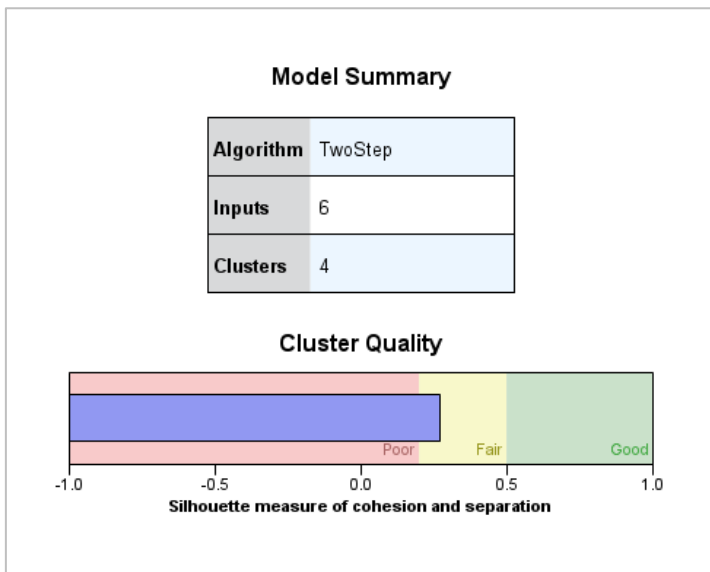 Model Summary
Algorithm TwoStep
Inputs 6
Clusters 4
Cluster Quality
Poor Fair Good
-1.0 -0.5 0.0 0.5 1.0
Silhouette measure of cohesion and separation